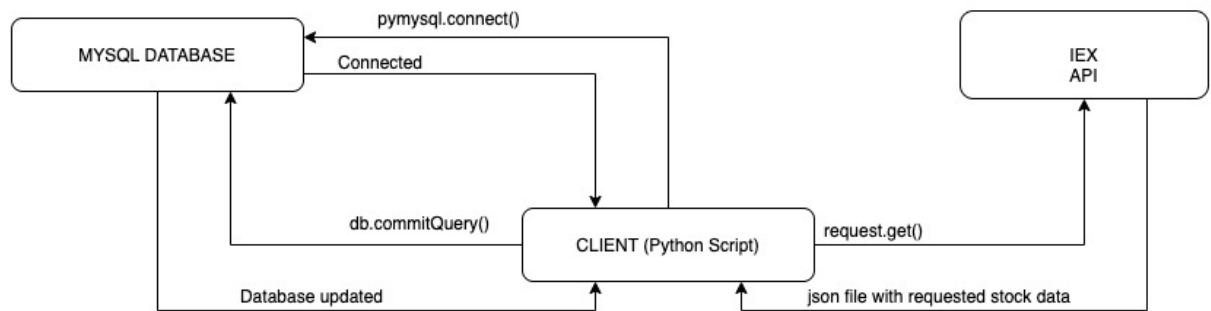 pymysql.connect()
MYSQL DATABASE
Connected
IEX
API
db.commitQuery()
CLIENT (Python Script)
request.get()
Database updated
json file with requested stock data